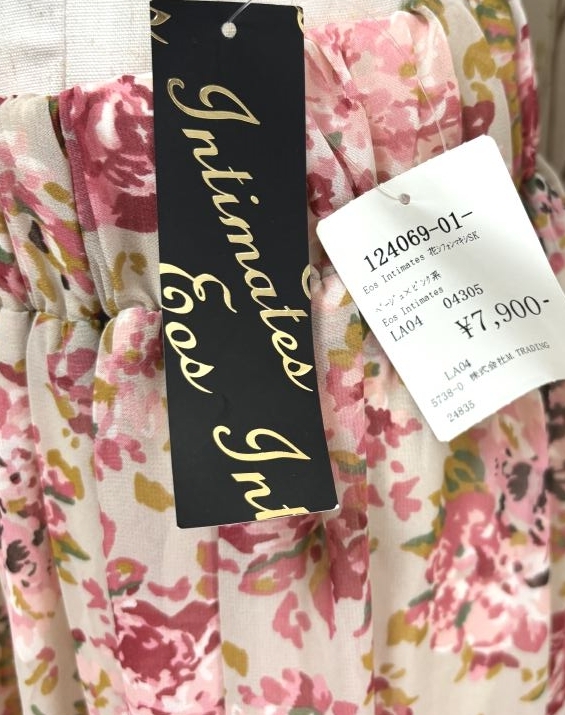 Intimates
Eos
Int
124069-01-
Eos Intimates 花シフォンマキシSK
ベージュ×ピンク系
Eos Intimates
LA04 04305
¥7,900-
LA04
5738-0 株式会社M. TRADING
24835